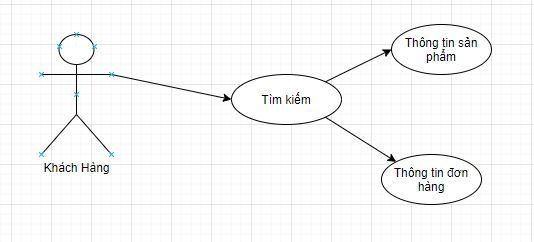 Thông tin sản
phẩm
Tìm kiếm
Khách Hàng
Thông tin đơn
hàng